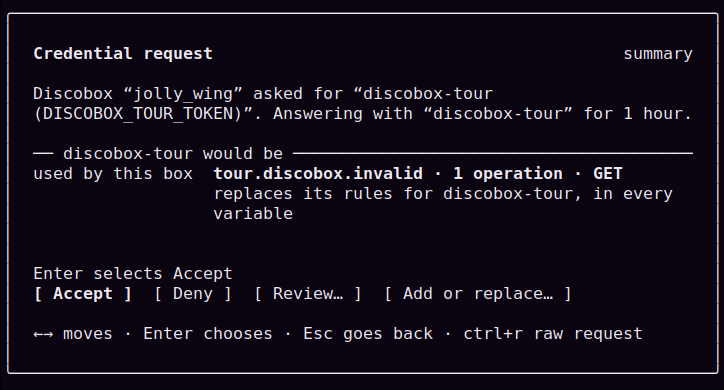 Credential request summary
Discobox “jolly_wing” asked for “discobox-tour
(DISCOBOX_TOUR_TOKEN)”. Answering with “discobox-tour” for 1 hour.
── discobox-tour would be ────────────────────────────────────────
used by this box tour.discobox.invalid · 1 operation · GET
replaces its rules for discobox-tour, in every
variable
Enter selects Accept
[ Accept ] [ Deny ] [ Review… ] [ Add or replace… ]
←→ moves · Enter chooses · Esc goes back · ctrl+r raw request